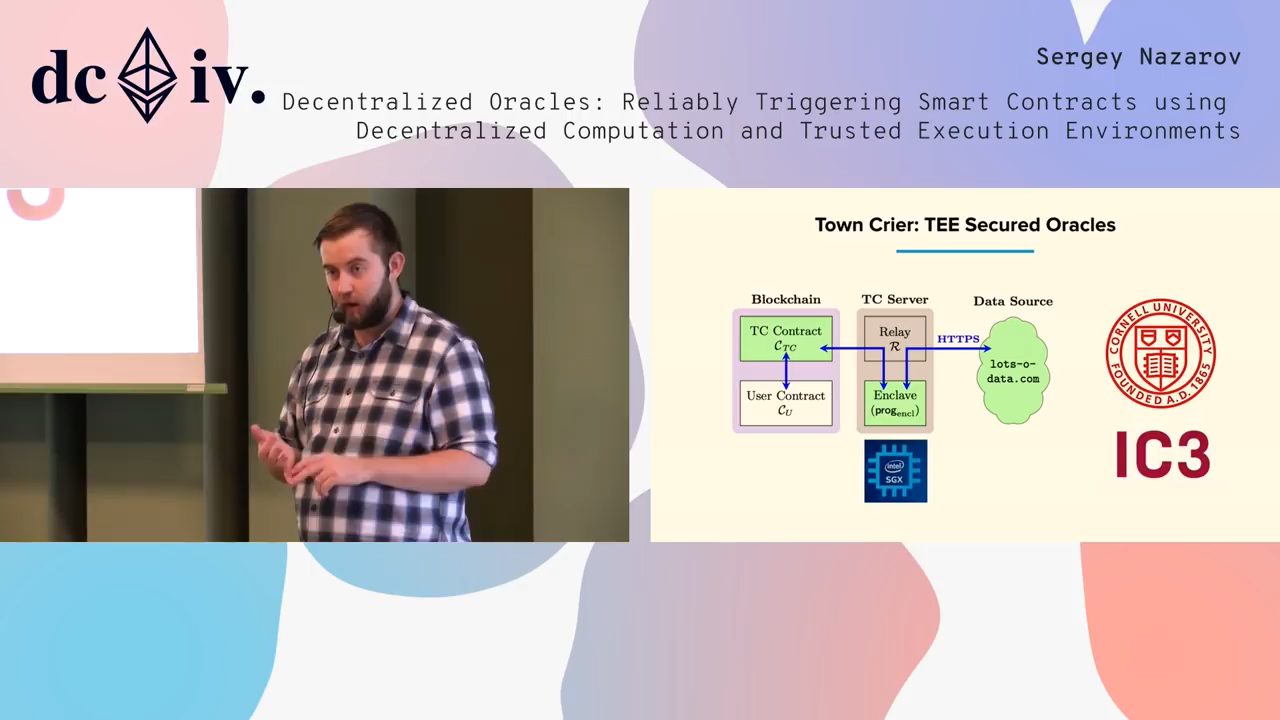 dc iv.
Sergey Nazarov
Decentralized Oracles: Reliably Triggering Smart Contracts using
Decentralized Computation and Trusted Execution Environments
Town Crier: TEE Secured Oracles
Blockchain
TC Contract
C_TC
User Contract
C_U
TC Server
Relay
R
Enclave
(prog_encl)
intel
SGX
HTTPS
Data Source
lots-o-
data.com
CORNELL UNIVERSITY
FOUNDED A.D. 1865
IC3